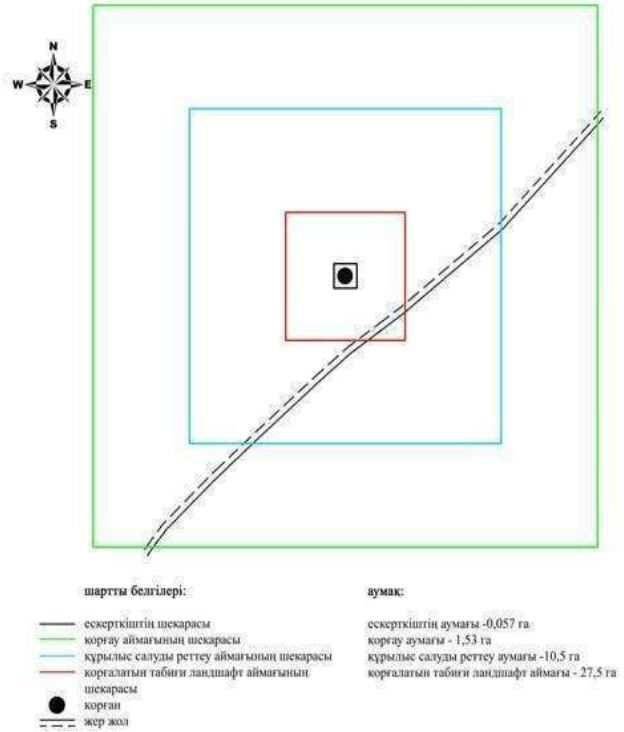 N
W E
S
шартты белгілері:
ескерткіштің шекарасы
қорғау аймағының шекарасы
құрылыс салуды реттеу аймағының шекарасы
қорғалатын табиғи ландшафт аймағының
шекарасы
қорған
жер жол
аумақ:
ескерткіштің аумағы -0,057 га
қорғау аумағы - 1,53 га
құрылыс салуды реттеу аумағы -10,5 га
қорғалатын табиғи ландшафт аймағы - 27,5 га